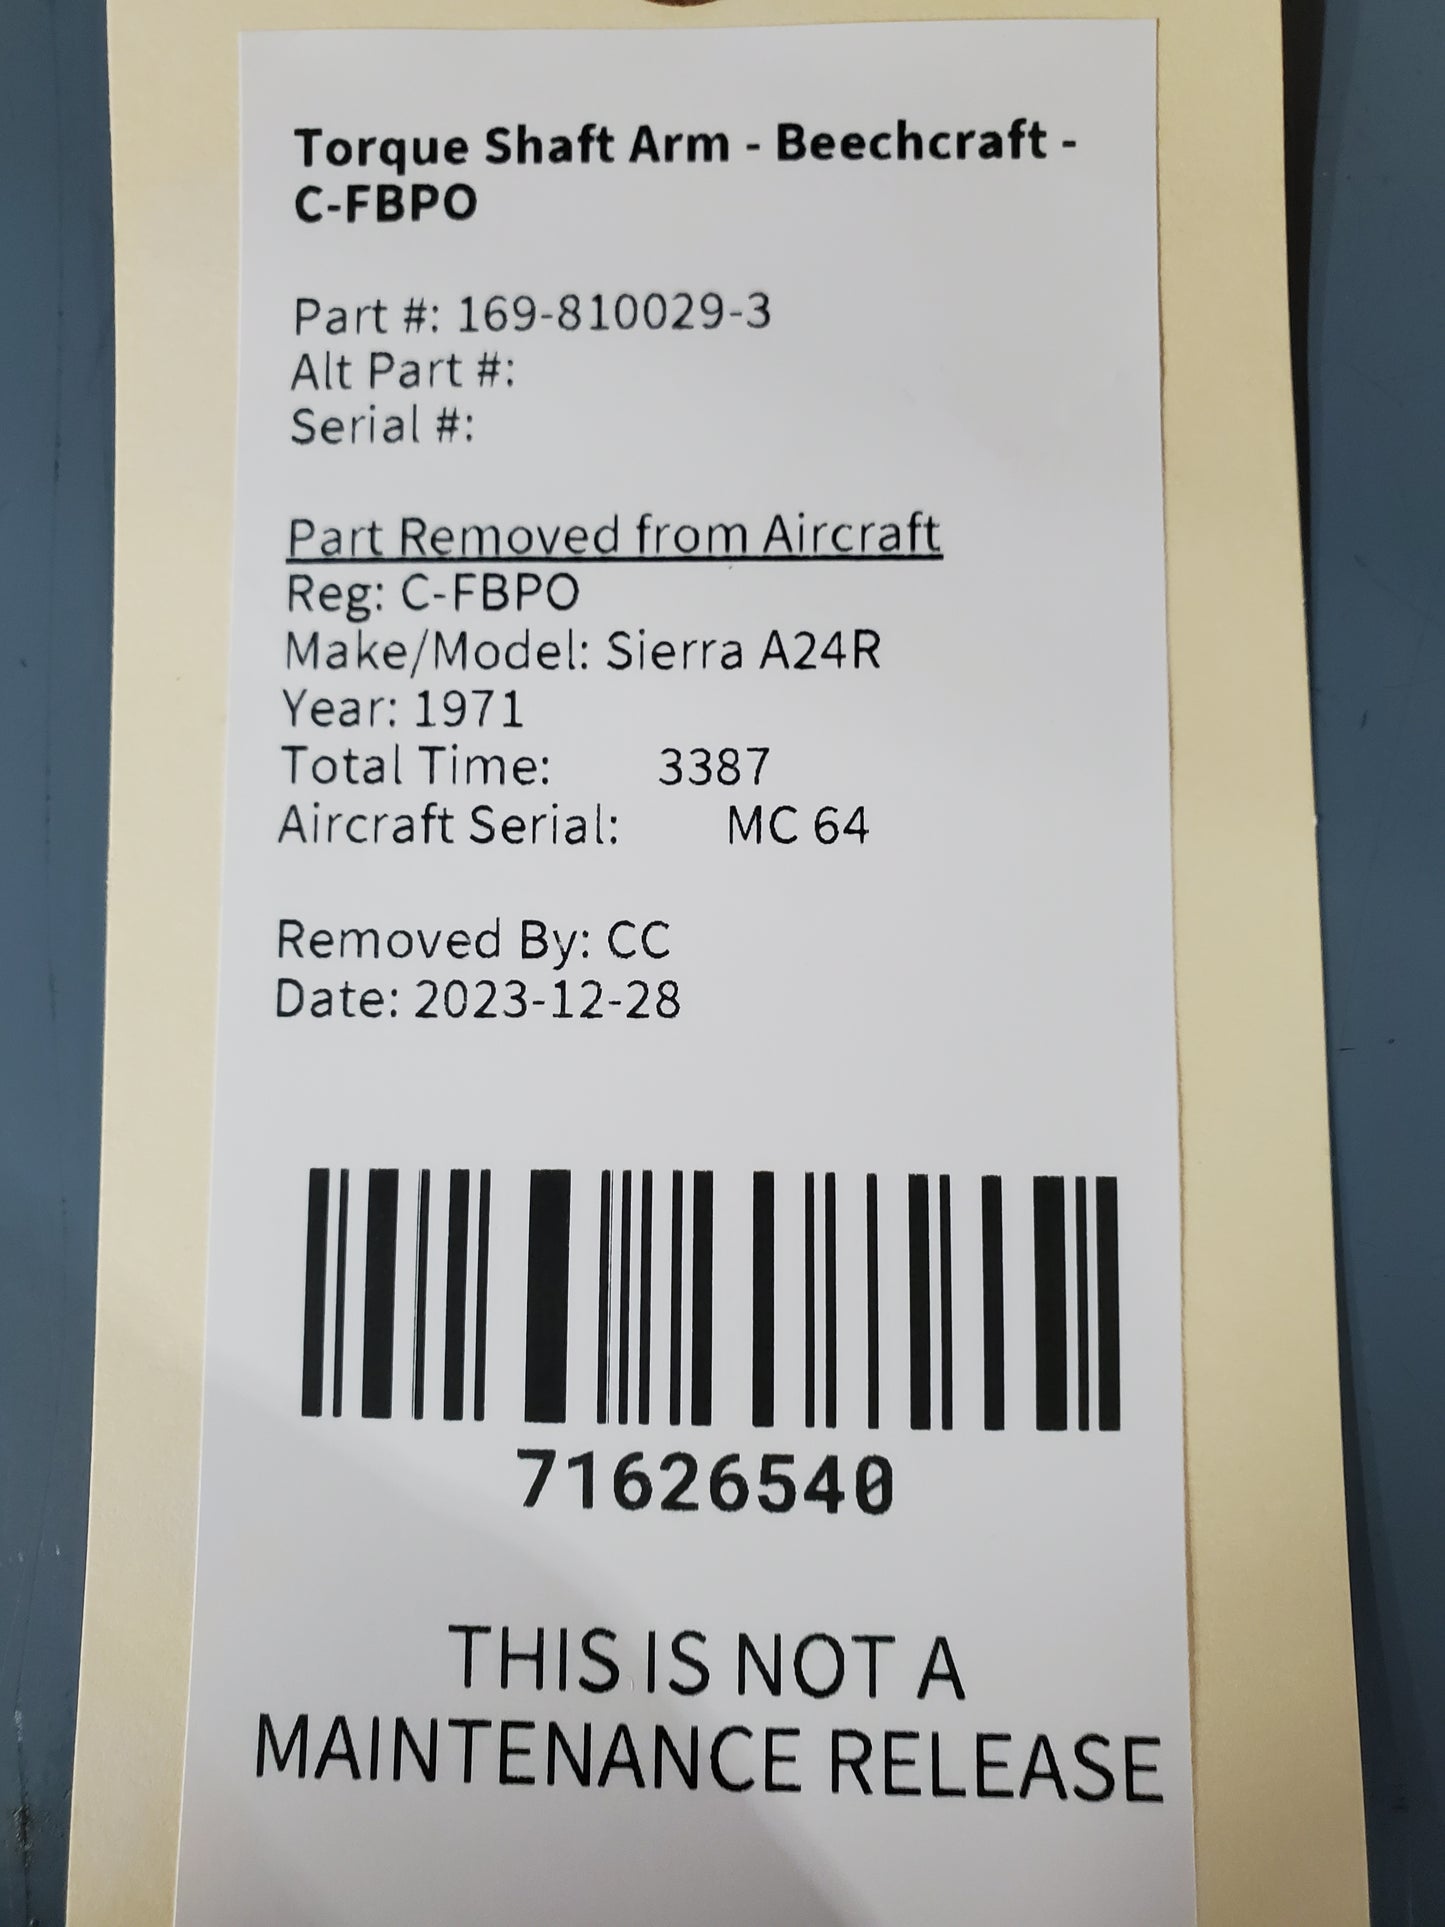 Torque Shaft Arm - Beechcraft -
C-FBPO
Part #: 169-810029-3
Alt Part #:
Serial #:
Part Removed from Aircraft
Reg: C-FBPO
Make/Model: Sierra A24R
Year: 1971
Total Time: 3387
Aircraft Serial: MC 64
Removed By: CC
Date: 2023-12-28
71626540
THIS IS NOT A
MAINTENANCE RELEASE